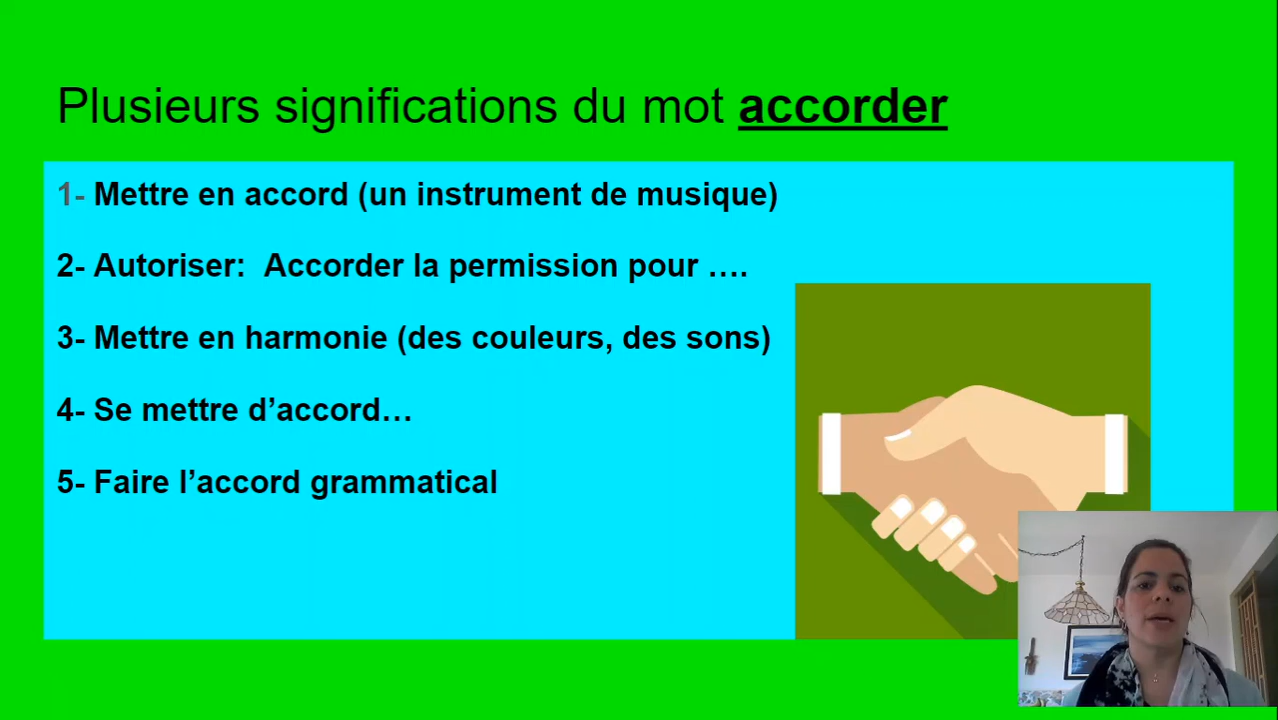 Plusieurs significations du mot accorder
1- Mettre en accord (un instrument de musique)
2- Autoriser:  Accorder la permission pour ….
3- Mettre en harmonie (des couleurs, des sons)
4- Se mettre d’accord…
5- Faire l’accord grammatical